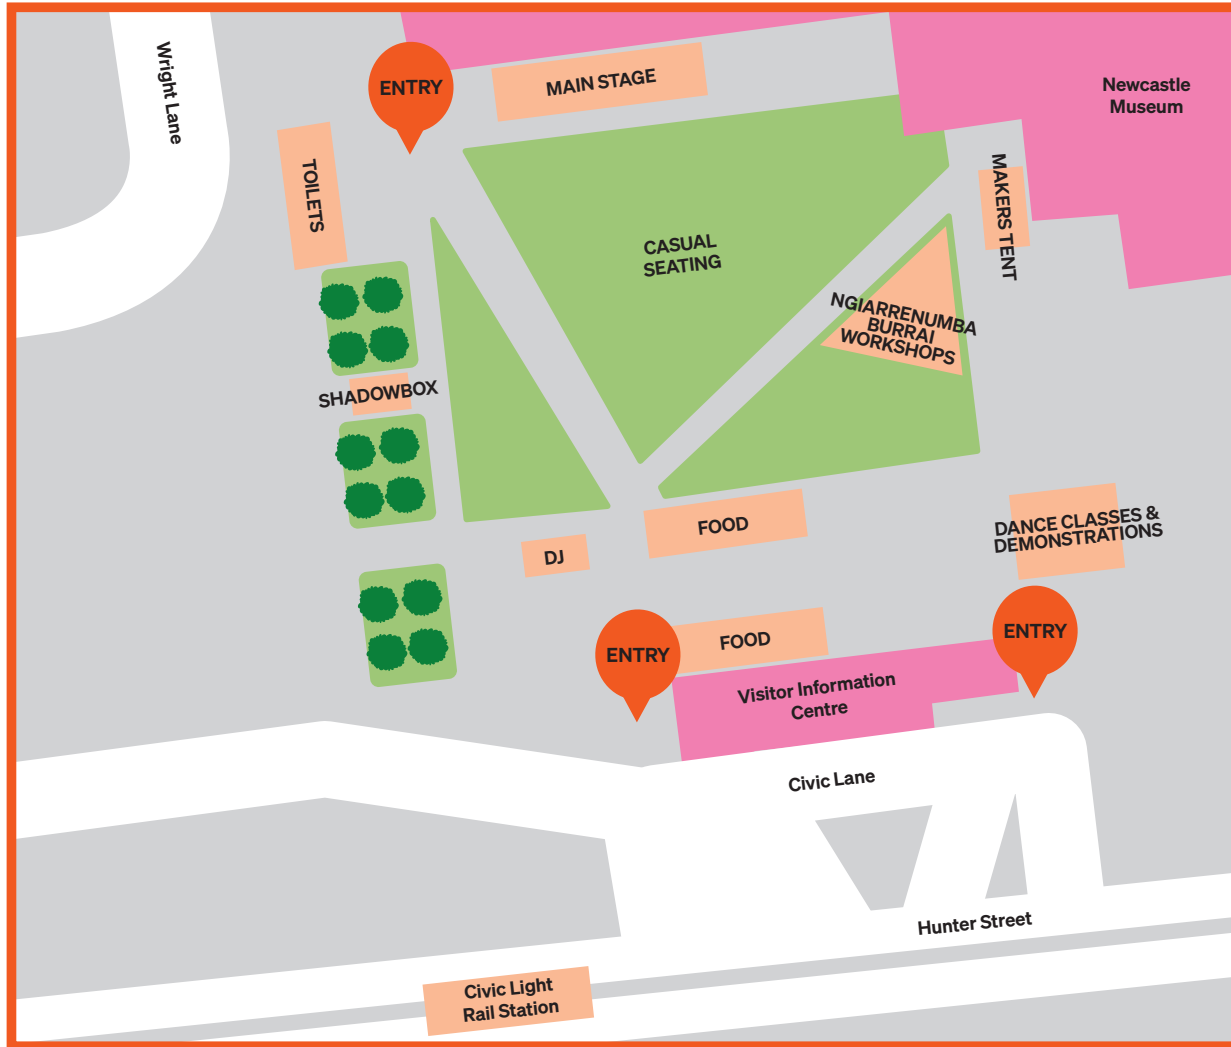 Wright Lane
ENTRY
MAIN STAGE
Newcastle
Museum
TOILETS
MAKERS TENT
CASUAL
SEATING
NGIARRENUMBA
BURRAI
WORKSHOPS
SHADOWBOX
FOOD
DANCE CLASSES &
DEMONSTRATIONS
DJ
ENTRY
FOOD
ENTRY
Visitor Information
Centre
Civic Lane
Hunter Street
Civic Light
Rail Station